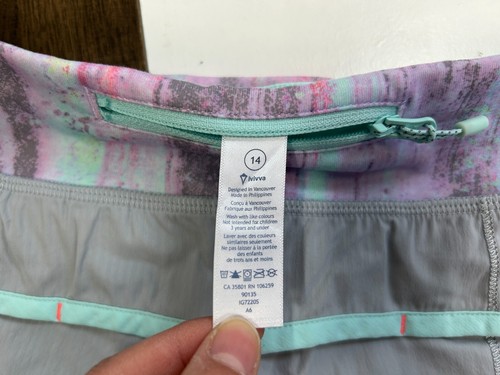 14
ivivva
Designed in Vancouver
Made in Philippines
Conçu à Vancouver
Fabrique aux Philippines
Wash with like colours
Not intended for children
3 years and under
Laver avec des couleurs
similaires seulement
Ne pas laisser à la portée
des enfants
de trois ans et moins
CA 35801 RN 106259
90135
IG7220S
A6